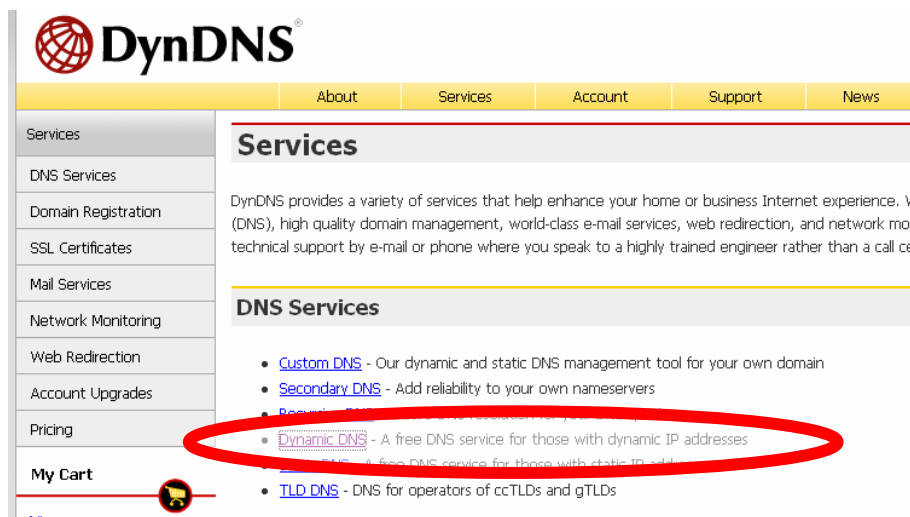 DynDNS®
About Services Account Support News
Services
DNS Services
Domain Registration
SSL Certificates
Mail Services
Network Monitoring
Web Redirection
Account Upgrades
Pricing
My Cart
Services
DynDNS provides a variety of services that help enhance your home or business Internet experience.
(DNS), high quality domain management, world-class e-mail services, web redirection, and network mo
technical support by e-mail or phone where you speak to a highly trained engineer rather than a call ce
DNS Services
• Custom DNS - Our dynamic and static DNS management tool for your own domain
• Secondary DNS - Add reliability to your own nameservers
• Dynamic DNS - A free DNS service for those with dynamic IP addresses
• DNS - A free DNS service for those with static IP
• TLD DNS - DNS for operators of ccTLDs and gTLDs